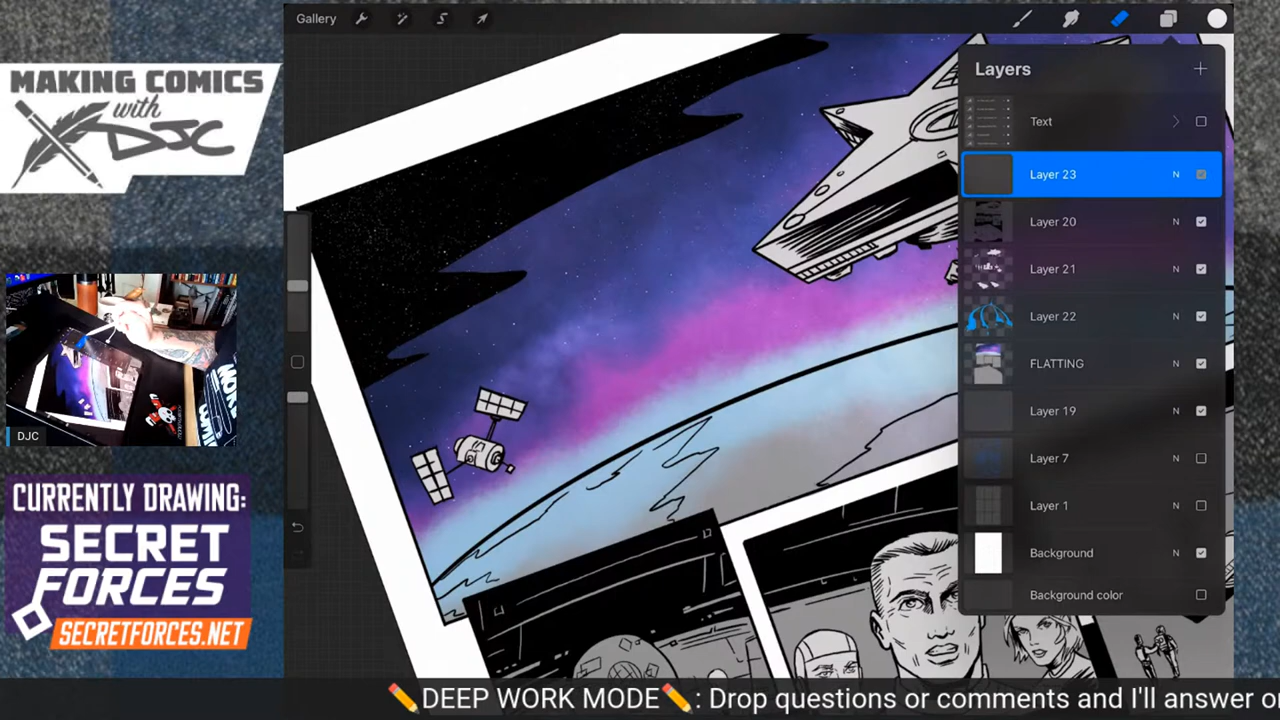 Gallery
MAKING COMICS
with
DJC
Layers
Text
Layer 23 N
Layer 20 N
Layer 21 N
Layer 22 N
FLATTING N
Layer 19 N
Layer 7 N
Layer 1 N
Background N
Background color
DJC
CURRENTLY DRAWING:
SECRET
FORCES
SECRETFORCES.NET
✏️DEEP WORK MODE✏️: Drop questions or comments and I'll answer o